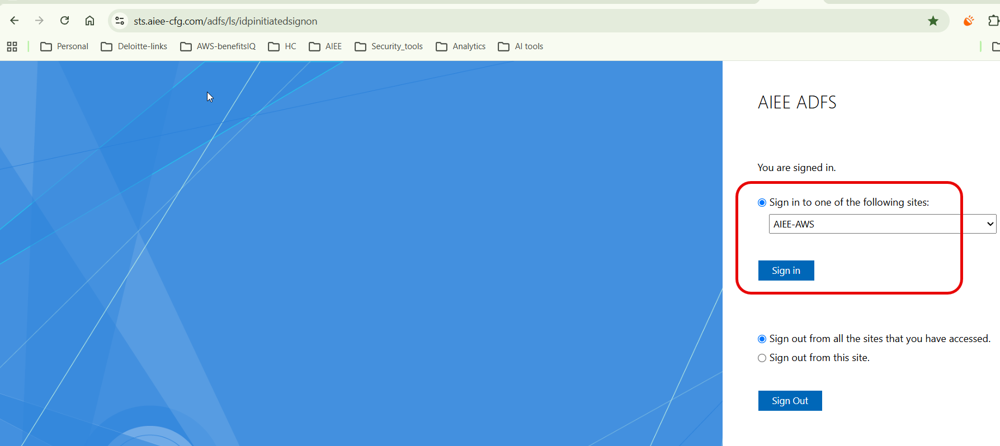 sts.aiee-cfg.com/adfs/ls/idpinitiatedsignon
Personal Deloitte-links AWS-benefitsIQ HC AIEE Security_tools Analytics AI tools
AIEE ADFS
You are signed in.
Sign in to one of the following sites:
AIEE-AWS
Sign in
Sign out from all the sites that you have accessed.
Sign out from this site.
Sign Out